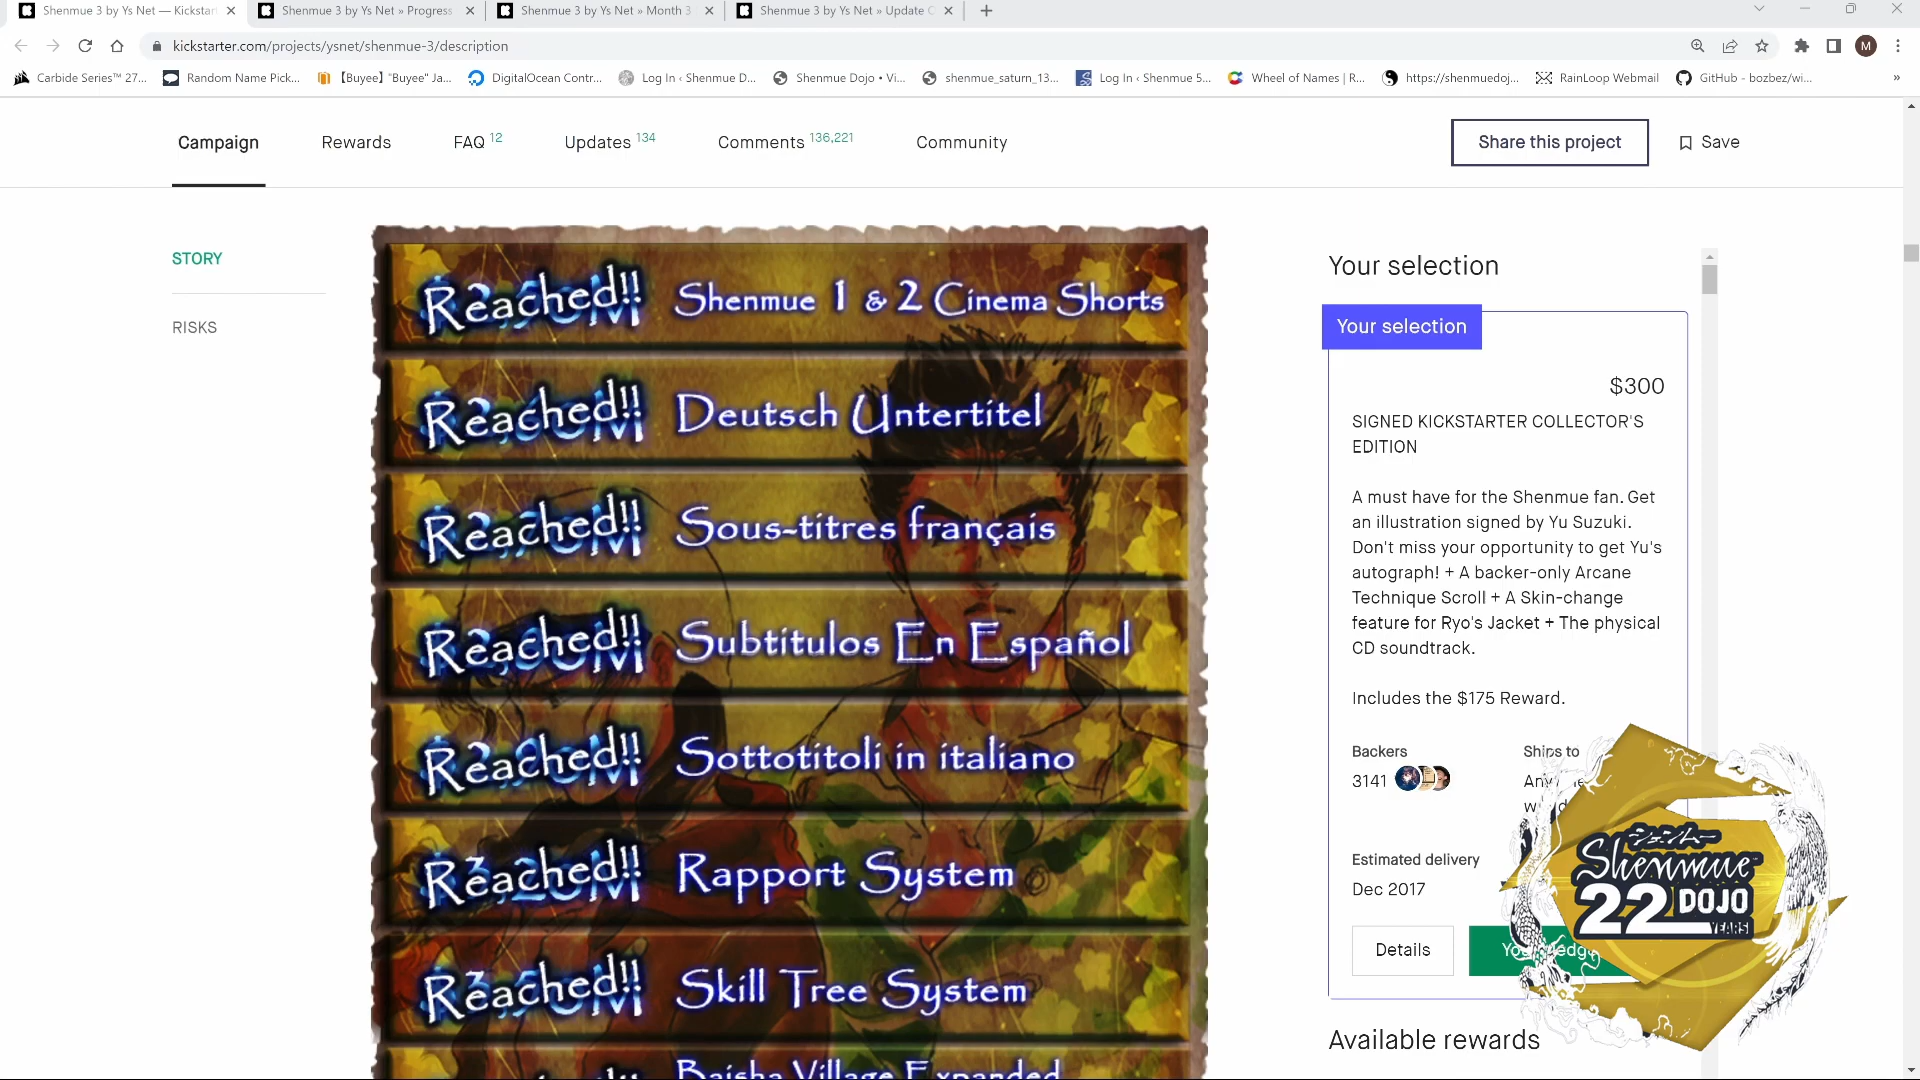 Shenmue 3 by Ys Net — Kickstar
Shenmue 3 by Ys Net » Progress
Shenmue 3 by Ys Net » Month 3
Shenmue 3 by Ys Net » Update
kickstarter.com/projects/ysnet/shenmue-3/description
M
Carbide Series™ 27...
Random Name Pick...
【Buyee】 "Buyee" Ja...
DigitalOcean Contr...
Log In ‹ Shenmue D...
Shenmue Dojo • Vi...
shenmue_saturn_13...
Log In ‹ Shenmue 5...
Wheel of Names | R...
https://shenmuedoj...
RainLoop Webmail
GitHub - bozbez/wi...
»
Campaign
Rewards
FAQ 12
Updates 134
Comments 136,221
Community
Share this project
Save
STORY
RISKS
Reached!! Shenmue 1 & 2 Cinema Shorts
Reached!! Deutsch Untertitel
Reached!! Sous-titres français
Reached!! Subtitulos En Español
Reached!! Sottotitoli in italiano
Reached!! Rapport System
Reached!! Skill Tree System
Baisha Village Expanded
Your selection
Your selection
$300
SIGNED KICKSTARTER COLLECTOR'S
EDITION
A must have for the Shenmue fan. Get
an illustration signed by Yu Suzuki.
Don't miss your opportunity to get Yu's
autograph! + A backer-only Arcane
Technique Scroll + A Skin-change
feature for Ryo's Jacket + The physical
CD soundtrack.
Includes the $175 Reward.
Backers
3141
Ships to
Estimated delivery
Dec 2017
Details
Available rewards
シェンムー
Shenmue
22 DOJO
YEARS!